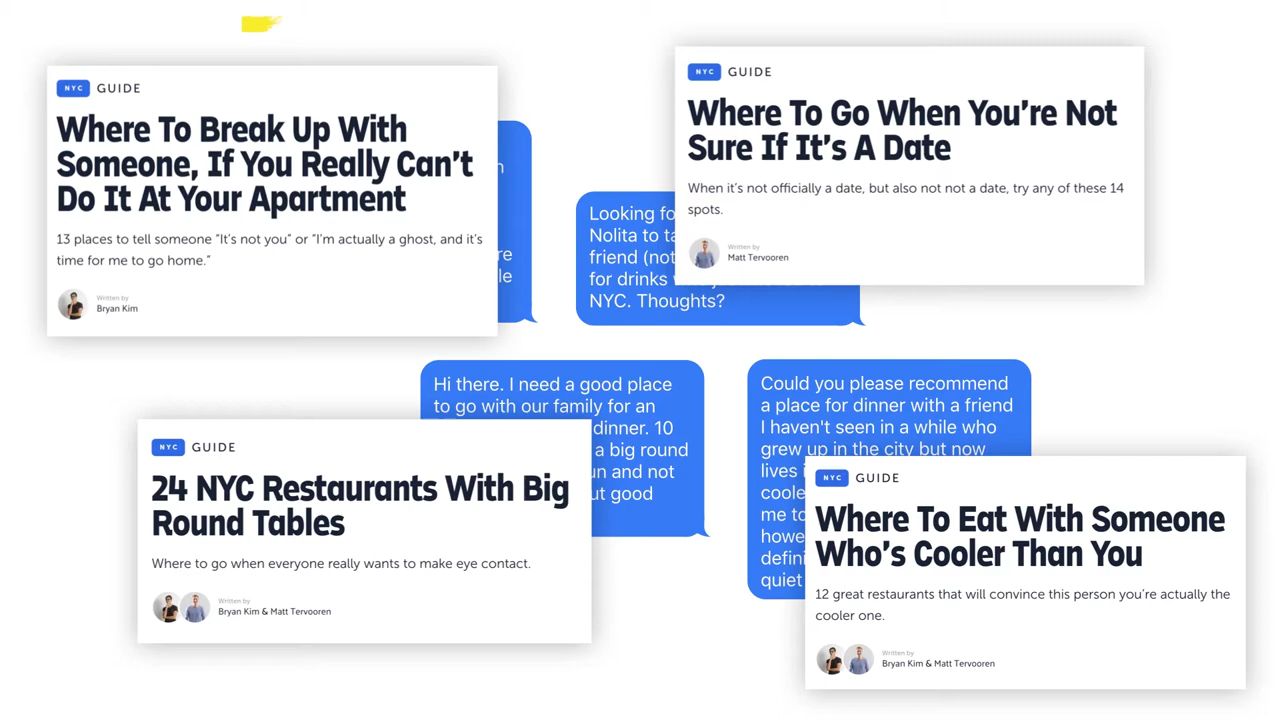 NYC GUIDE
Where To Break Up With
Someone, If You Really Can't
Do It At Your Apartment
13 places to tell someone “It's not you” or “I'm actually a ghost, and it's
time for me to go home.”
Written by
Bryan Kim
NYC GUIDE
Where To Go When You're Not
Sure If It's A Date
When it's not officially a date, but also not not a date, try any of these 14
spots.
Written by
Matt Tervooren
Looking
Nolita to
friend
for drinks
NYC. Thoughts?
Hi there. I need a good place
to go with our family for an
dinner. 10
a big round
and not
good
NYC GUIDE
24 NYC Restaurants With Big
Round Tables
Where to go when everyone really wants to make eye contact.
Written by
Bryan Kim & Matt Tervooren
Could you please recommend
a place for dinner with a friend
I haven't seen in a while who
grew up in the city but now
lives
me
quiet
NYC GUIDE
Where To Eat With Someone
Who's Cooler Than You
12 great restaurants that will convince this person you're actually the
cooler one.
Written by
Bryan Kim & Matt Tervooren